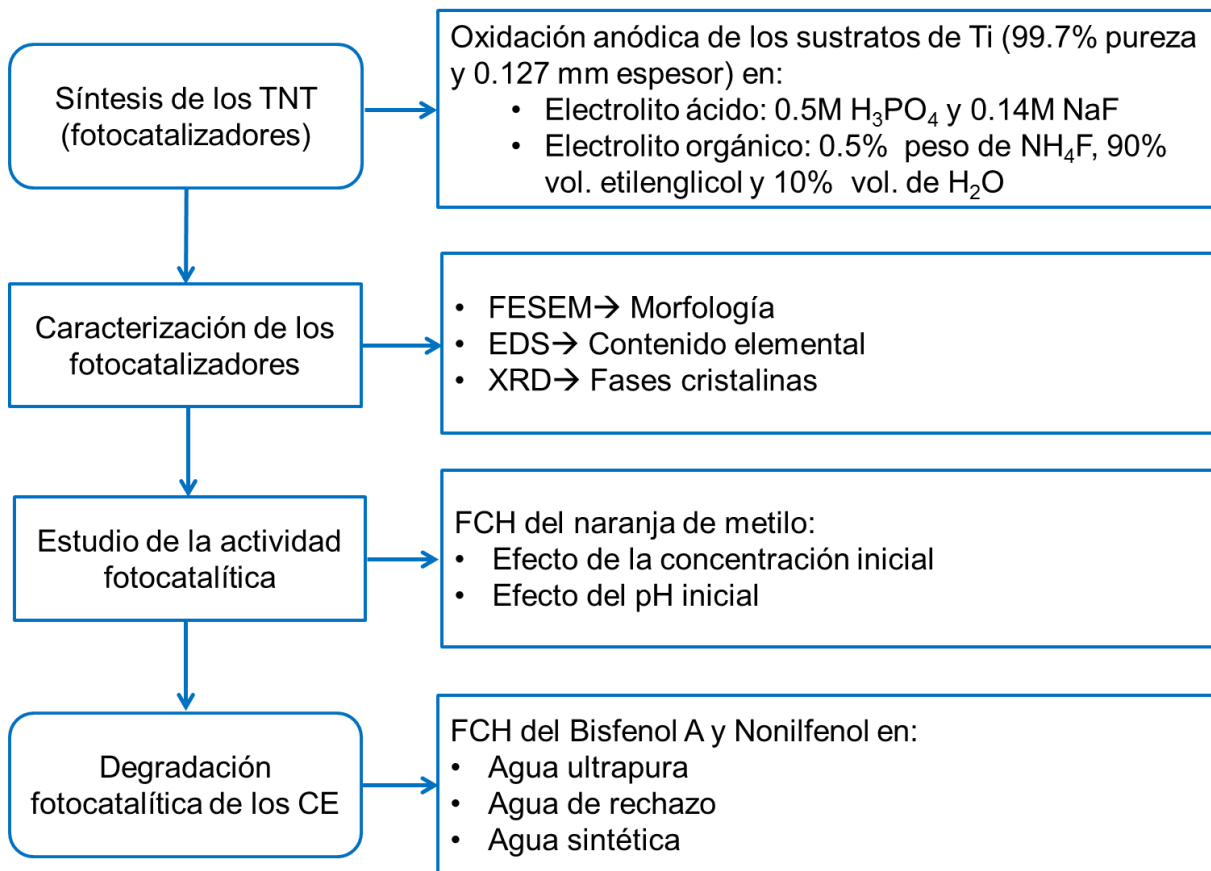 Síntesis de los TNT
(fotocatalizadores)
Oxidación anódica de los sustratos de Ti (99.7% pureza
y 0.127 mm espesor) en:
• Electrolito ácido: 0.5M H₃PO₄ y 0.14M NaF
• Electrolito orgánico: 0.5% peso de NH₄F, 90%
vol. etilenglicol y 10% vol. de H₂O
Caracterización de los
fotocatalizadores
• FESEM→ Morfología
• EDS→ Contenido elemental
• XRD→ Fases cristalinas
Estudio de la actividad
fotocatalítica
FCH del naranja de metilo:
• Efecto de la concentración inicial
• Efecto del pH inicial
Degradación
fotocatalítica de los CE
FCH del Bisfenol A y Nonilfenol en:
• Agua ultrapura
• Agua de rechazo
• Agua sintética